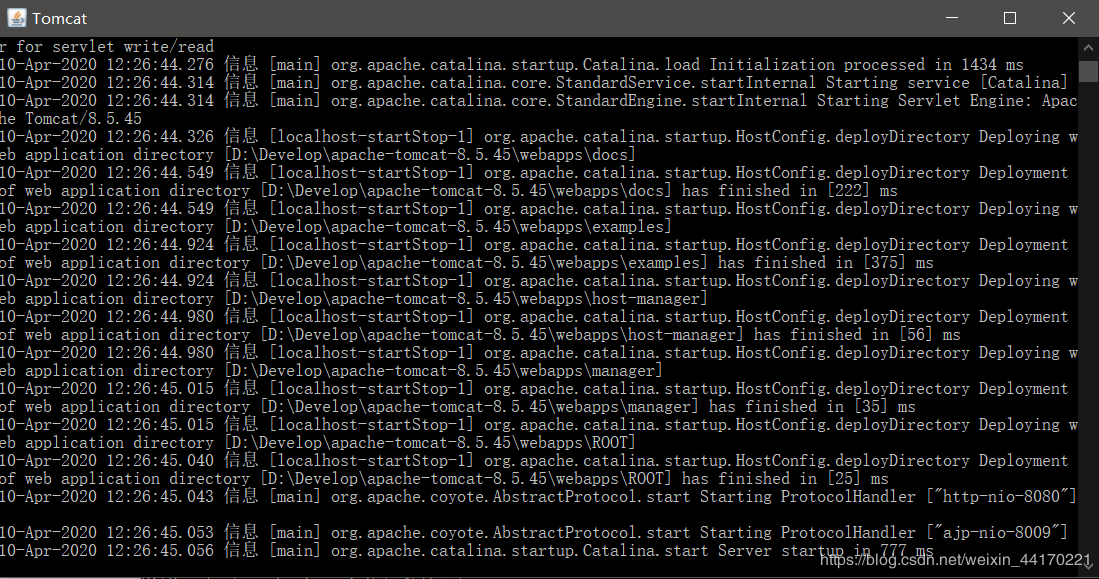 Tomcat
r for servlet write/read
10-Apr-2020 12:26:44.276 信息 [main] org.apache.catalina.startup.Catalina.load Initialization processed in 1434 ms
10-Apr-2020 12:26:44.314 信息 [main] org.apache.catalina.core.StandardService.startInternal Starting service [Catalina]
10-Apr-2020 12:26:44.314 信息 [main] org.apache.catalina.core.StandardEngine.startInternal Starting Servlet Engine: Apac
he Tomcat/8.5.45
10-Apr-2020 12:26:44.326 信息 [localhost-startStop-1] org.apache.catalina.startup.HostConfig.deployDirectory Deploying w
eb application directory [D:\Develop\apache-tomcat-8.5.45\webapps\docs]
10-Apr-2020 12:26:44.549 信息 [localhost-startStop-1] org.apache.catalina.startup.HostConfig.deployDirectory Deployment
of web application directory [D:\Develop\apache-tomcat-8.5.45\webapps\docs] has finished in [222] ms
10-Apr-2020 12:26:44.549 信息 [localhost-startStop-1] org.apache.catalina.startup.HostConfig.deployDirectory Deploying w
eb application directory [D:\Develop\apache-tomcat-8.5.45\webapps\examples]
10-Apr-2020 12:26:44.924 信息 [localhost-startStop-1] org.apache.catalina.startup.HostConfig.deployDirectory Deployment
of web application directory [D:\Develop\apache-tomcat-8.5.45\webapps\examples] has finished in [375] ms
10-Apr-2020 12:26:44.924 信息 [localhost-startStop-1] org.apache.catalina.startup.HostConfig.deployDirectory Deploying w
eb application directory [D:\Develop\apache-tomcat-8.5.45\webapps\host-manager]
10-Apr-2020 12:26:44.980 信息 [localhost-startStop-1] org.apache.catalina.startup.HostConfig.deployDirectory Deployment
of web application directory [D:\Develop\apache-tomcat-8.5.45\webapps\host-manager] has finished in [56] ms
10-Apr-2020 12:26:44.980 信息 [localhost-startStop-1] org.apache.catalina.startup.HostConfig.deployDirectory Deploying w
eb application directory [D:\Develop\apache-tomcat-8.5.45\webapps\manager]
10-Apr-2020 12:26:45.015 信息 [localhost-startStop-1] org.apache.catalina.startup.HostConfig.deployDirectory Deployment
of web application directory [D:\Develop\apache-tomcat-8.5.45\webapps\manager] has finished in [35] ms
10-Apr-2020 12:26:45.015 信息 [localhost-startStop-1] org.apache.catalina.startup.HostConfig.deployDirectory Deploying w
eb application directory [D:\Develop\apache-tomcat-8.5.45\webapps\ROOT]
10-Apr-2020 12:26:45.040 信息 [localhost-startStop-1] org.apache.catalina.startup.HostConfig.deployDirectory Deployment
of web application directory [D:\Develop\apache-tomcat-8.5.45\webapps\ROOT] has finished in [25] ms
10-Apr-2020 12:26:45.043 信息 [main] org.apache.coyote.AbstractProtocol.start Starting ProtocolHandler ["http-nio-8080"]
10-Apr-2020 12:26:45.053 信息 [main] org.apache.coyote.AbstractProtocol.start Starting ProtocolHandler ["ajp-nio-8009"]
10-Apr-2020 12:26:45.056 信息 [main] org.apache.catalina.startup.Catalina.start Server startup in 777 ms
https://blog.csdn.net/weixin_44170221